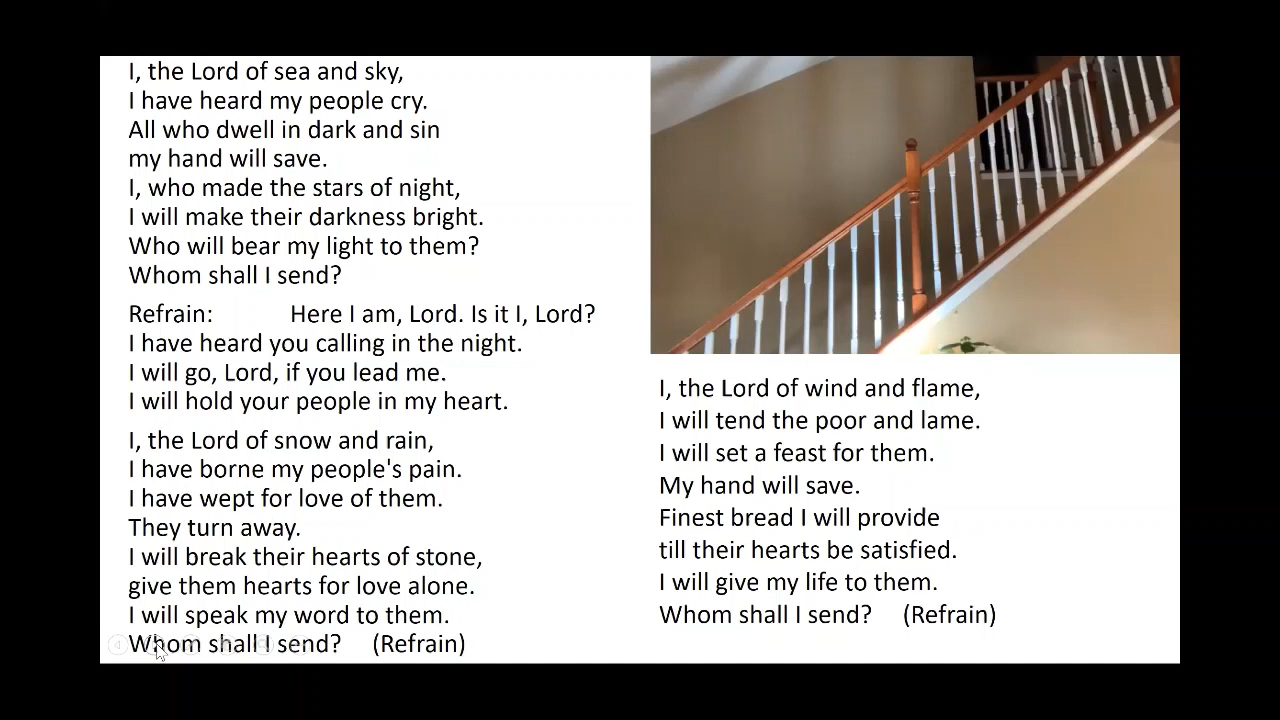 I, the Lord of sea and sky,
I have heard my people cry.
All who dwell in dark and sin
my hand will save.
I, who made the stars of night,
I will make their darkness bright.
Who will bear my light to them?
Whom shall I send?
Refrain: Here I am, Lord. Is it I, Lord?
I have heard you calling in the night.
I will go, Lord, if you lead me.
I will hold your people in my heart.
I, the Lord of snow and rain,
I have borne my people's pain.
I have wept for love of them.
They turn away.
I will break their hearts of stone,
give them hearts for love alone.
I will speak my word to them.
Whom shall I send? (Refrain)
I, the Lord of wind and flame,
I will tend the poor and lame.
I will set a feast for them.
My hand will save.
Finest bread I will provide
till their hearts be satisfied.
I will give my life to them.
Whom shall I send? (Refrain)